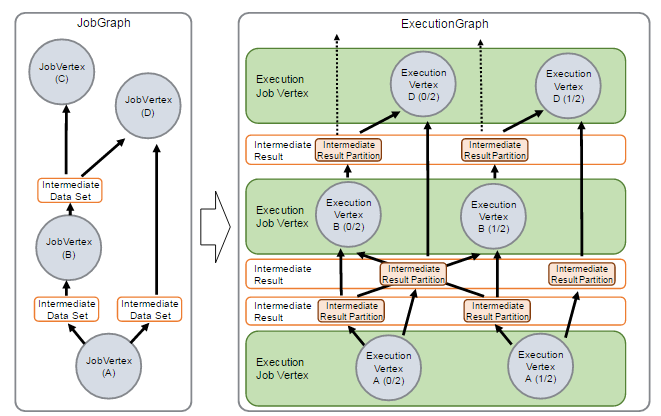 JobGraph
JobVertex
(C)
JobVertex
(D)
Intermediate
Data Set
JobVertex
(B)
Intermediate
Data Set
Intermediate
Data Set
JobVertex
(A)
ExecutionGraph
Execution
Job Vertex
Execution
Vertex
D (0/2)
Execution
Vertex
D (1/2)
Intermediate
Result
Intermediate
Result Partition
Intermediate
Result Partition
Execution
Job Vertex
Execution
Vertex
B (0/2)
Execution
Vertex
B (1/2)
Intermediate
Result
Intermediate
Result Partition
Intermediate
Result Partition
Intermediate
Result
Intermediate
Result Partition
Intermediate
Result Partition
Execution
Job Vertex
Execution
Vertex
A (0/2)
Execution
Vertex
A (1/2)